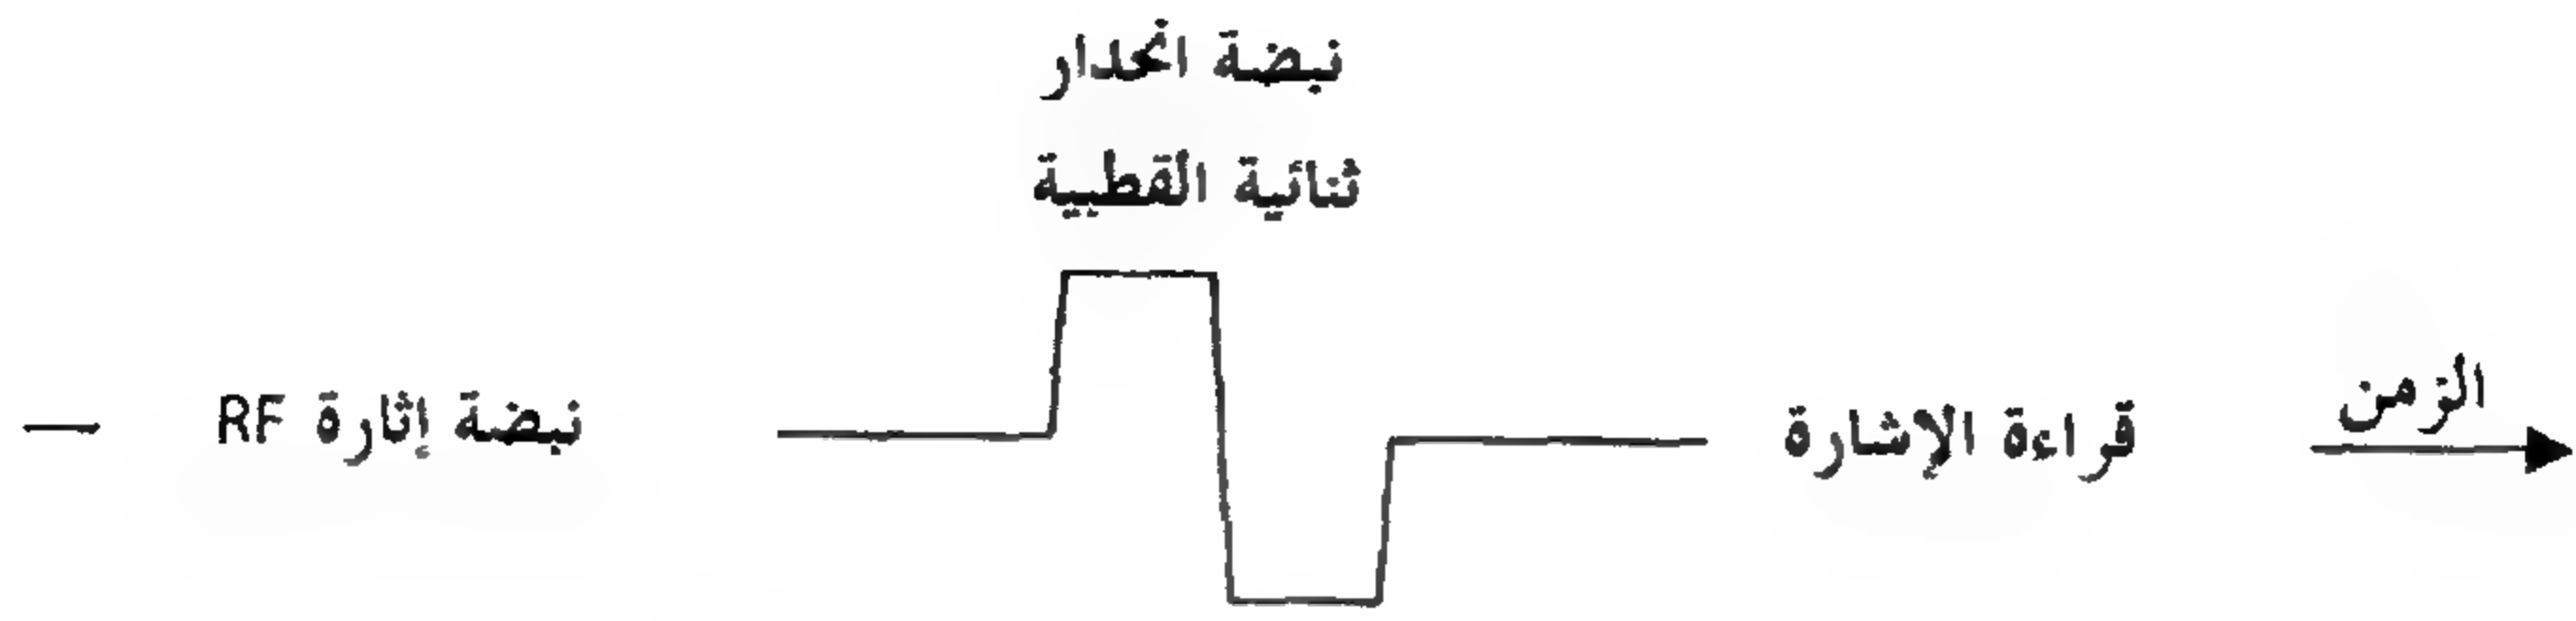 نبضة انحدار
ثنائية القطبية
نبضة إثارة RF
قراءة الإشارة
الزمن